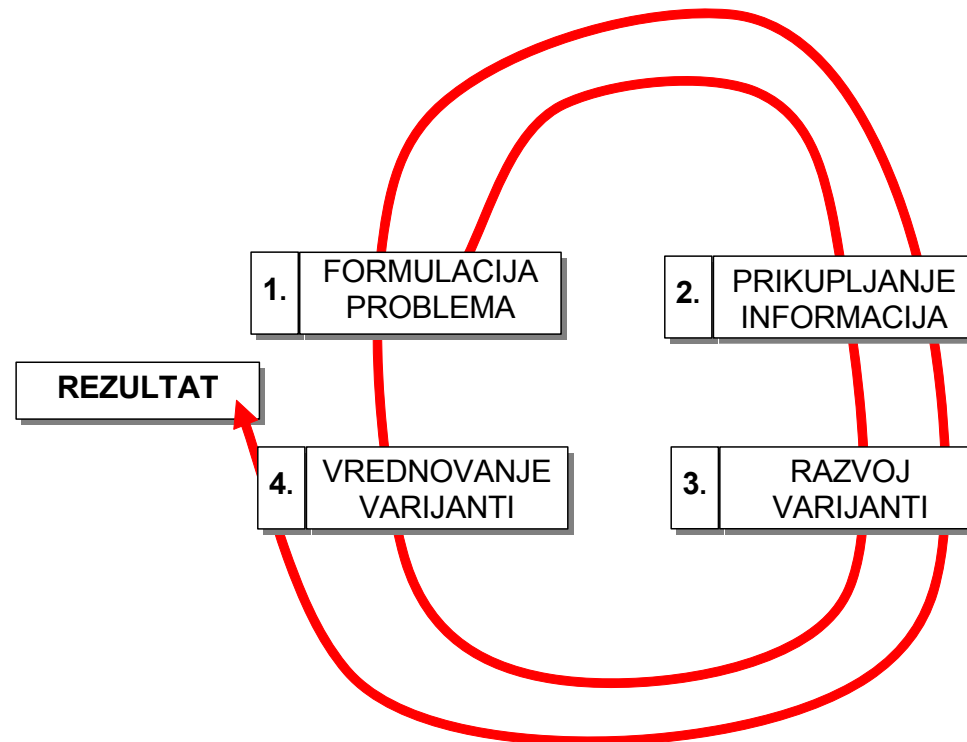 1.
FORMULACIJA
PROBLEMA
2.
PRIKUPLJANJE
INFORMACIJA
REZULTAT
4.
VREDNOVANJE
VARIJANTI
3.
RAZVOJ
VARIJANTI